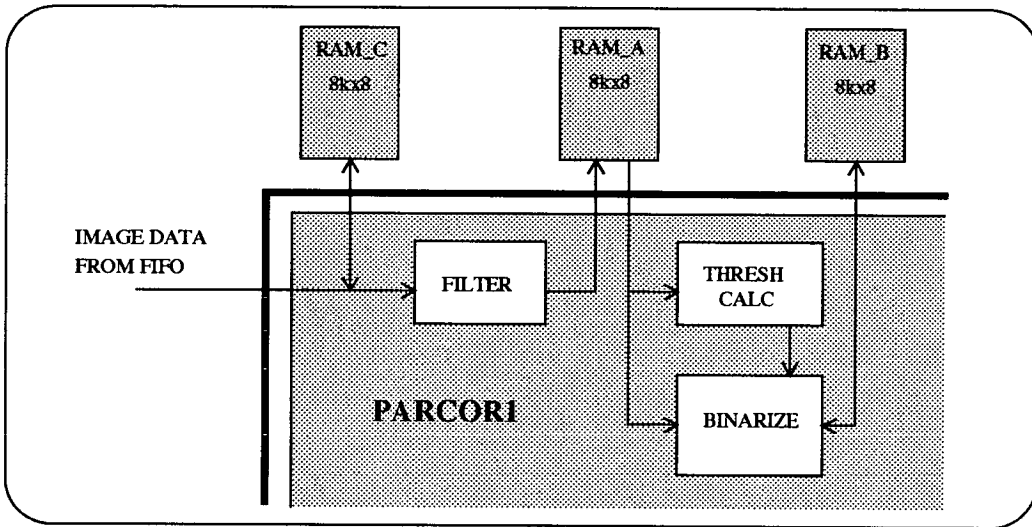 RAM_C
8kx8
RAM_A
8kx8
RAM_B
8kx8
IMAGE DATA
FROM FIFO
FILTER
THRESH
CALC
PARCOR1
BINARIZE